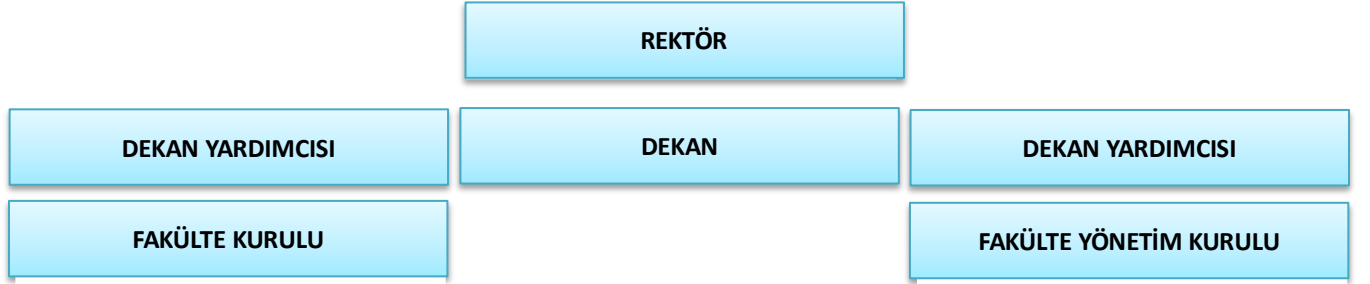 REKTÖR
DEKAN YARDIMCISI
DEKAN
DEKAN YARDIMCISI
FAKÜLTE KURULU
FAKÜLTE YÖNETİM KURULU